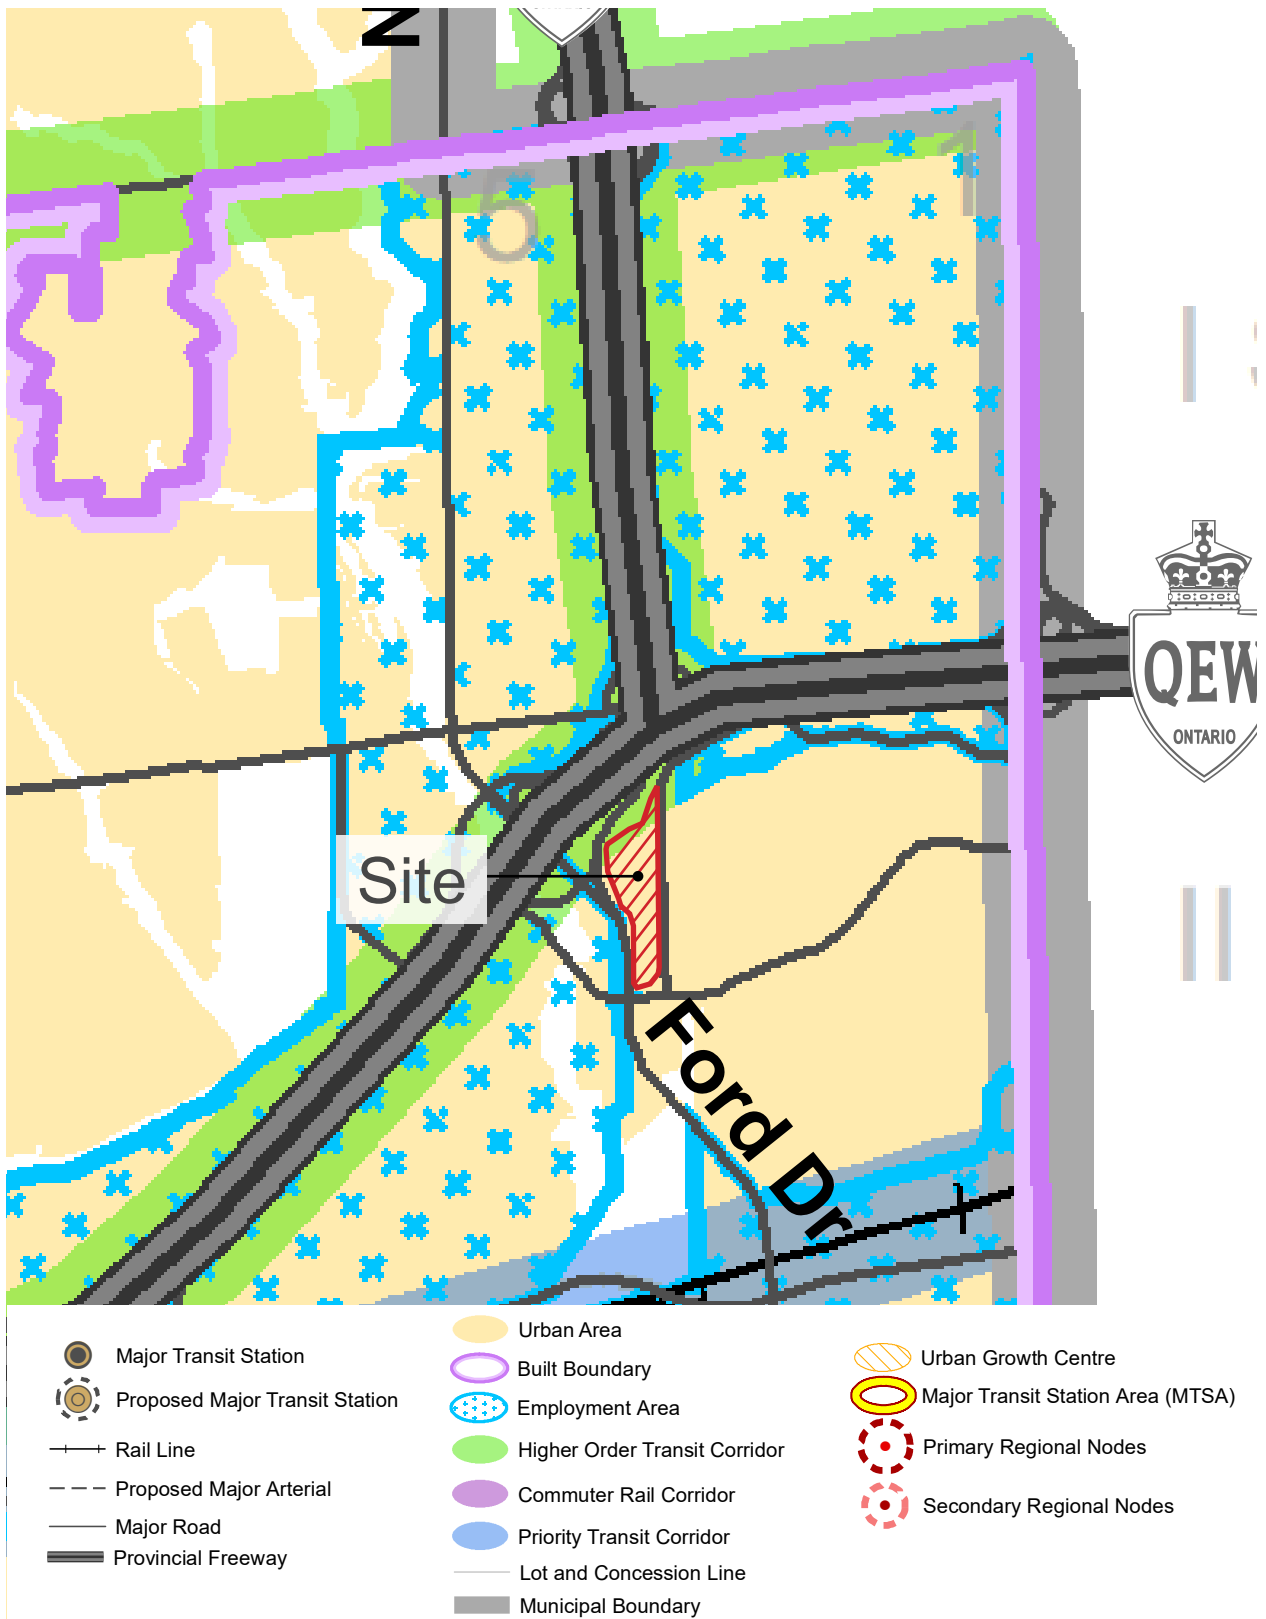 N
ONTARIO
5
1
QEW
ONTARIO
Site
Ford Dr
Major Transit Station
Proposed Major Transit Station
Rail Line
Proposed Major Arterial
Major Road
Provincial Freeway
Urban Area
Built Boundary
Employment Area
Higher Order Transit Corridor
Commuter Rail Corridor
Priority Transit Corridor
Lot and Concession Line
Municipal Boundary
Urban Growth Centre
Major Transit Station Area (MTSA)
Primary Regional Nodes
Secondary Regional Nodes